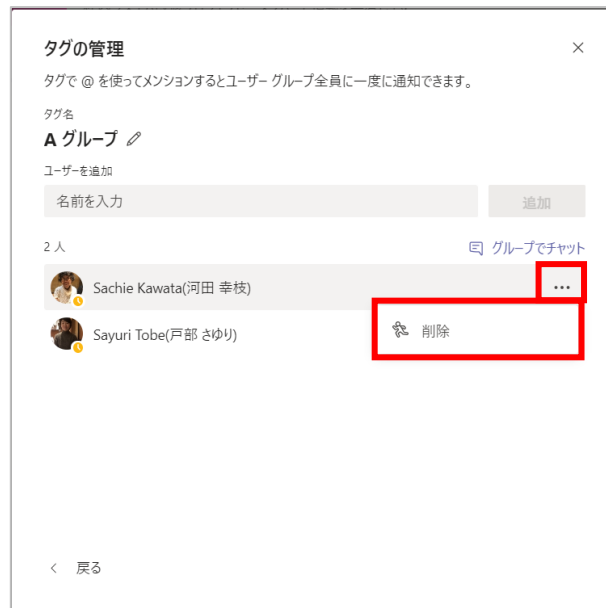 タグの管理
タグで @ を使ってメンションするとユーザー グループ全員に一度に通知できます。
タグ名
A グループ
ユーザーを追加
名前を入力
追加
2 人
グループでチャット
Sachie Kawata(河田 幸枝)
削除
Sayuri Tobe(戸部 さゆり)
戻る